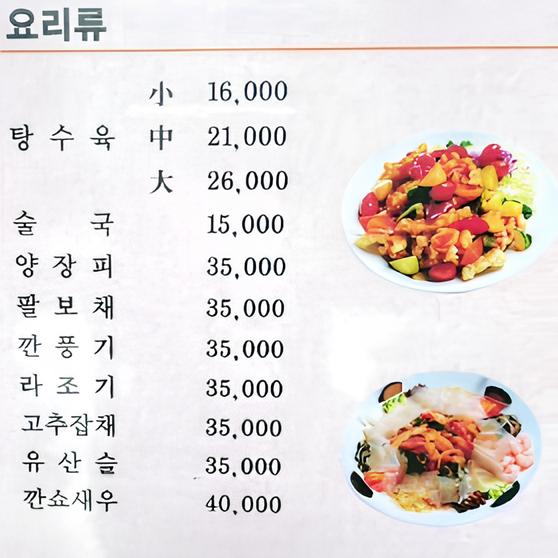 요리류
小 16,000
탕수육 中 21,000
大 26,000
술국 15,000
양장피 35,000
팔보채 35,000
깐풍기 35,000
라조기 35,000
고추잡채 35,000
유산슬 35,000
깐쇼새우 40,000